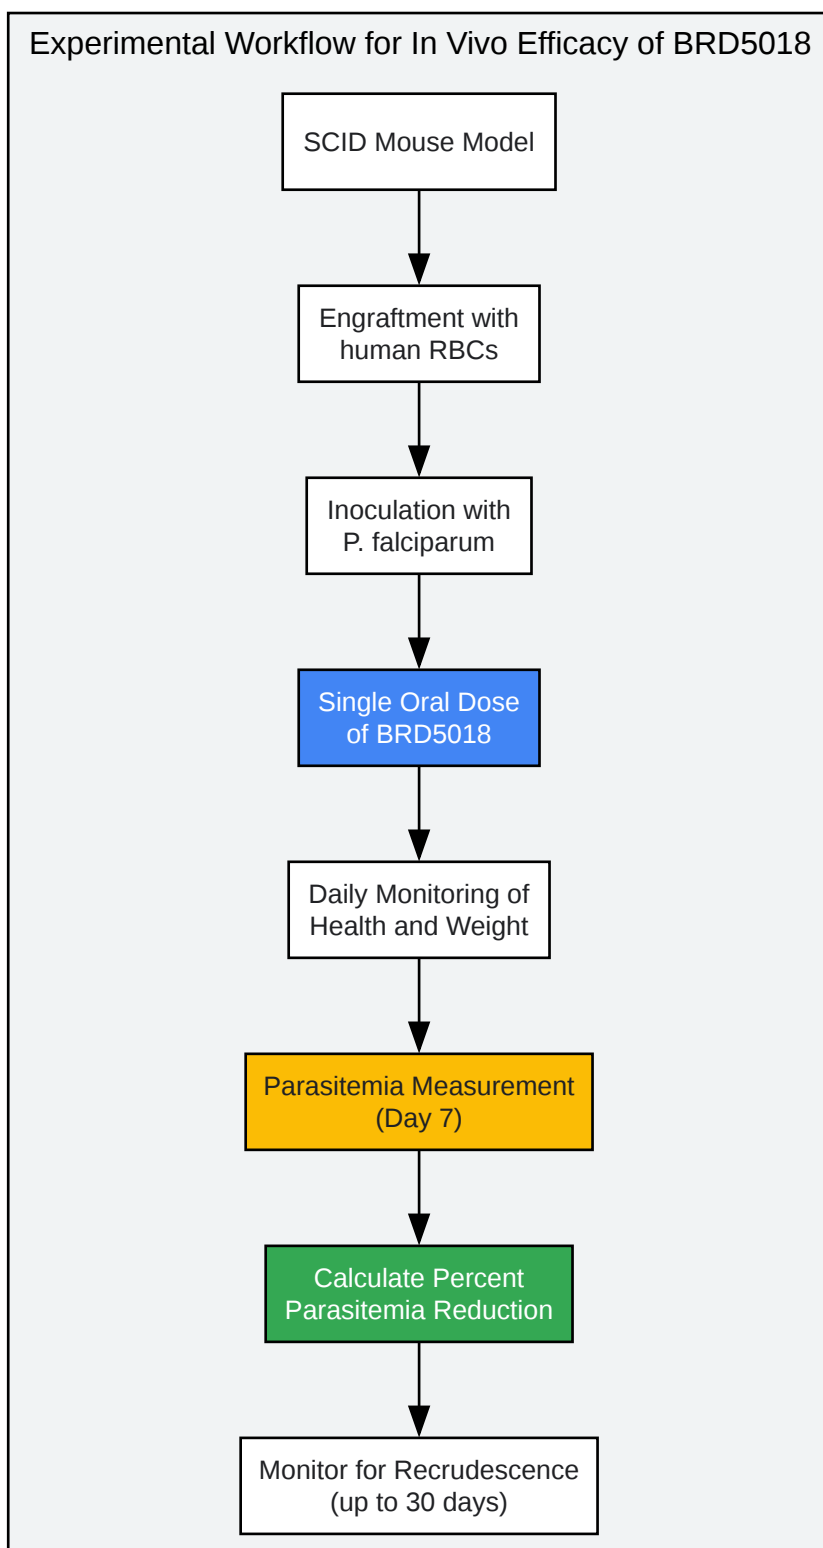 Experimental Workflow for In Vivo Efficacy of BRD5018
SCID Mouse Model
Engraftment with
human RBCs
Inoculation with
P. falciparum
Single Oral Dose
of BRD5018
Daily Monitoring of
Health and Weight
Parasitemia Measurement
(Day 7)
Calculate Percent
Parasitemia Reduction
Monitor for Recrudescence
(up to 30 days)